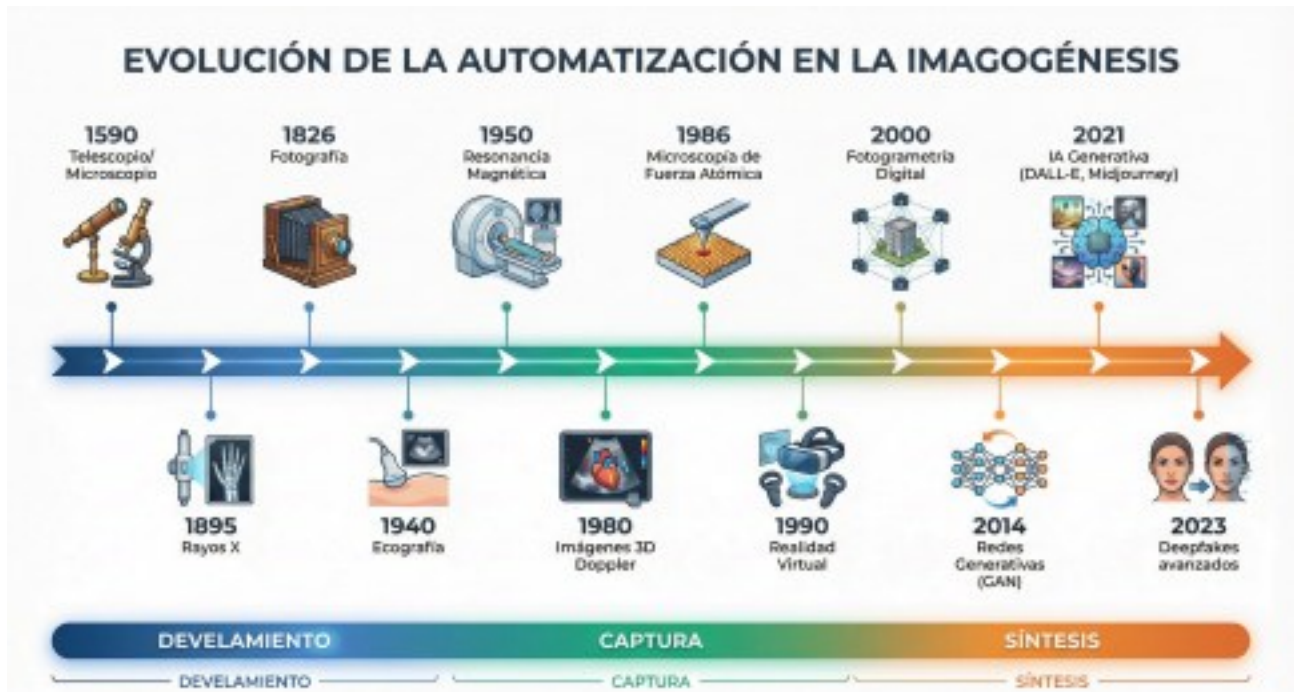 EVOLUCIÓN DE LA AUTOMATIZACIÓN EN LA IMAGOGÉNESIS
1590
Telescopio/
Microscopio
1826
Fotografía
1950
Resonancia
Magnética
1986
Microscopía de
Fuerza Atómica
2000
Fotogrametría
Digital
2021
IA Generativa
(DALL-E, Midjourney)
1895
Rayos X
1940
Ecografía
1980
Imágenes 3D
Doppler
1990
Realidad
Virtual
2014
Redes
Generativas
(GAN)
2023
Deepfakes
avanzados
DEVELAMIENTO
CAPTURA
SÍNTESIS
DEVELAMIENTO
CAPTURA
SÍNTESIS